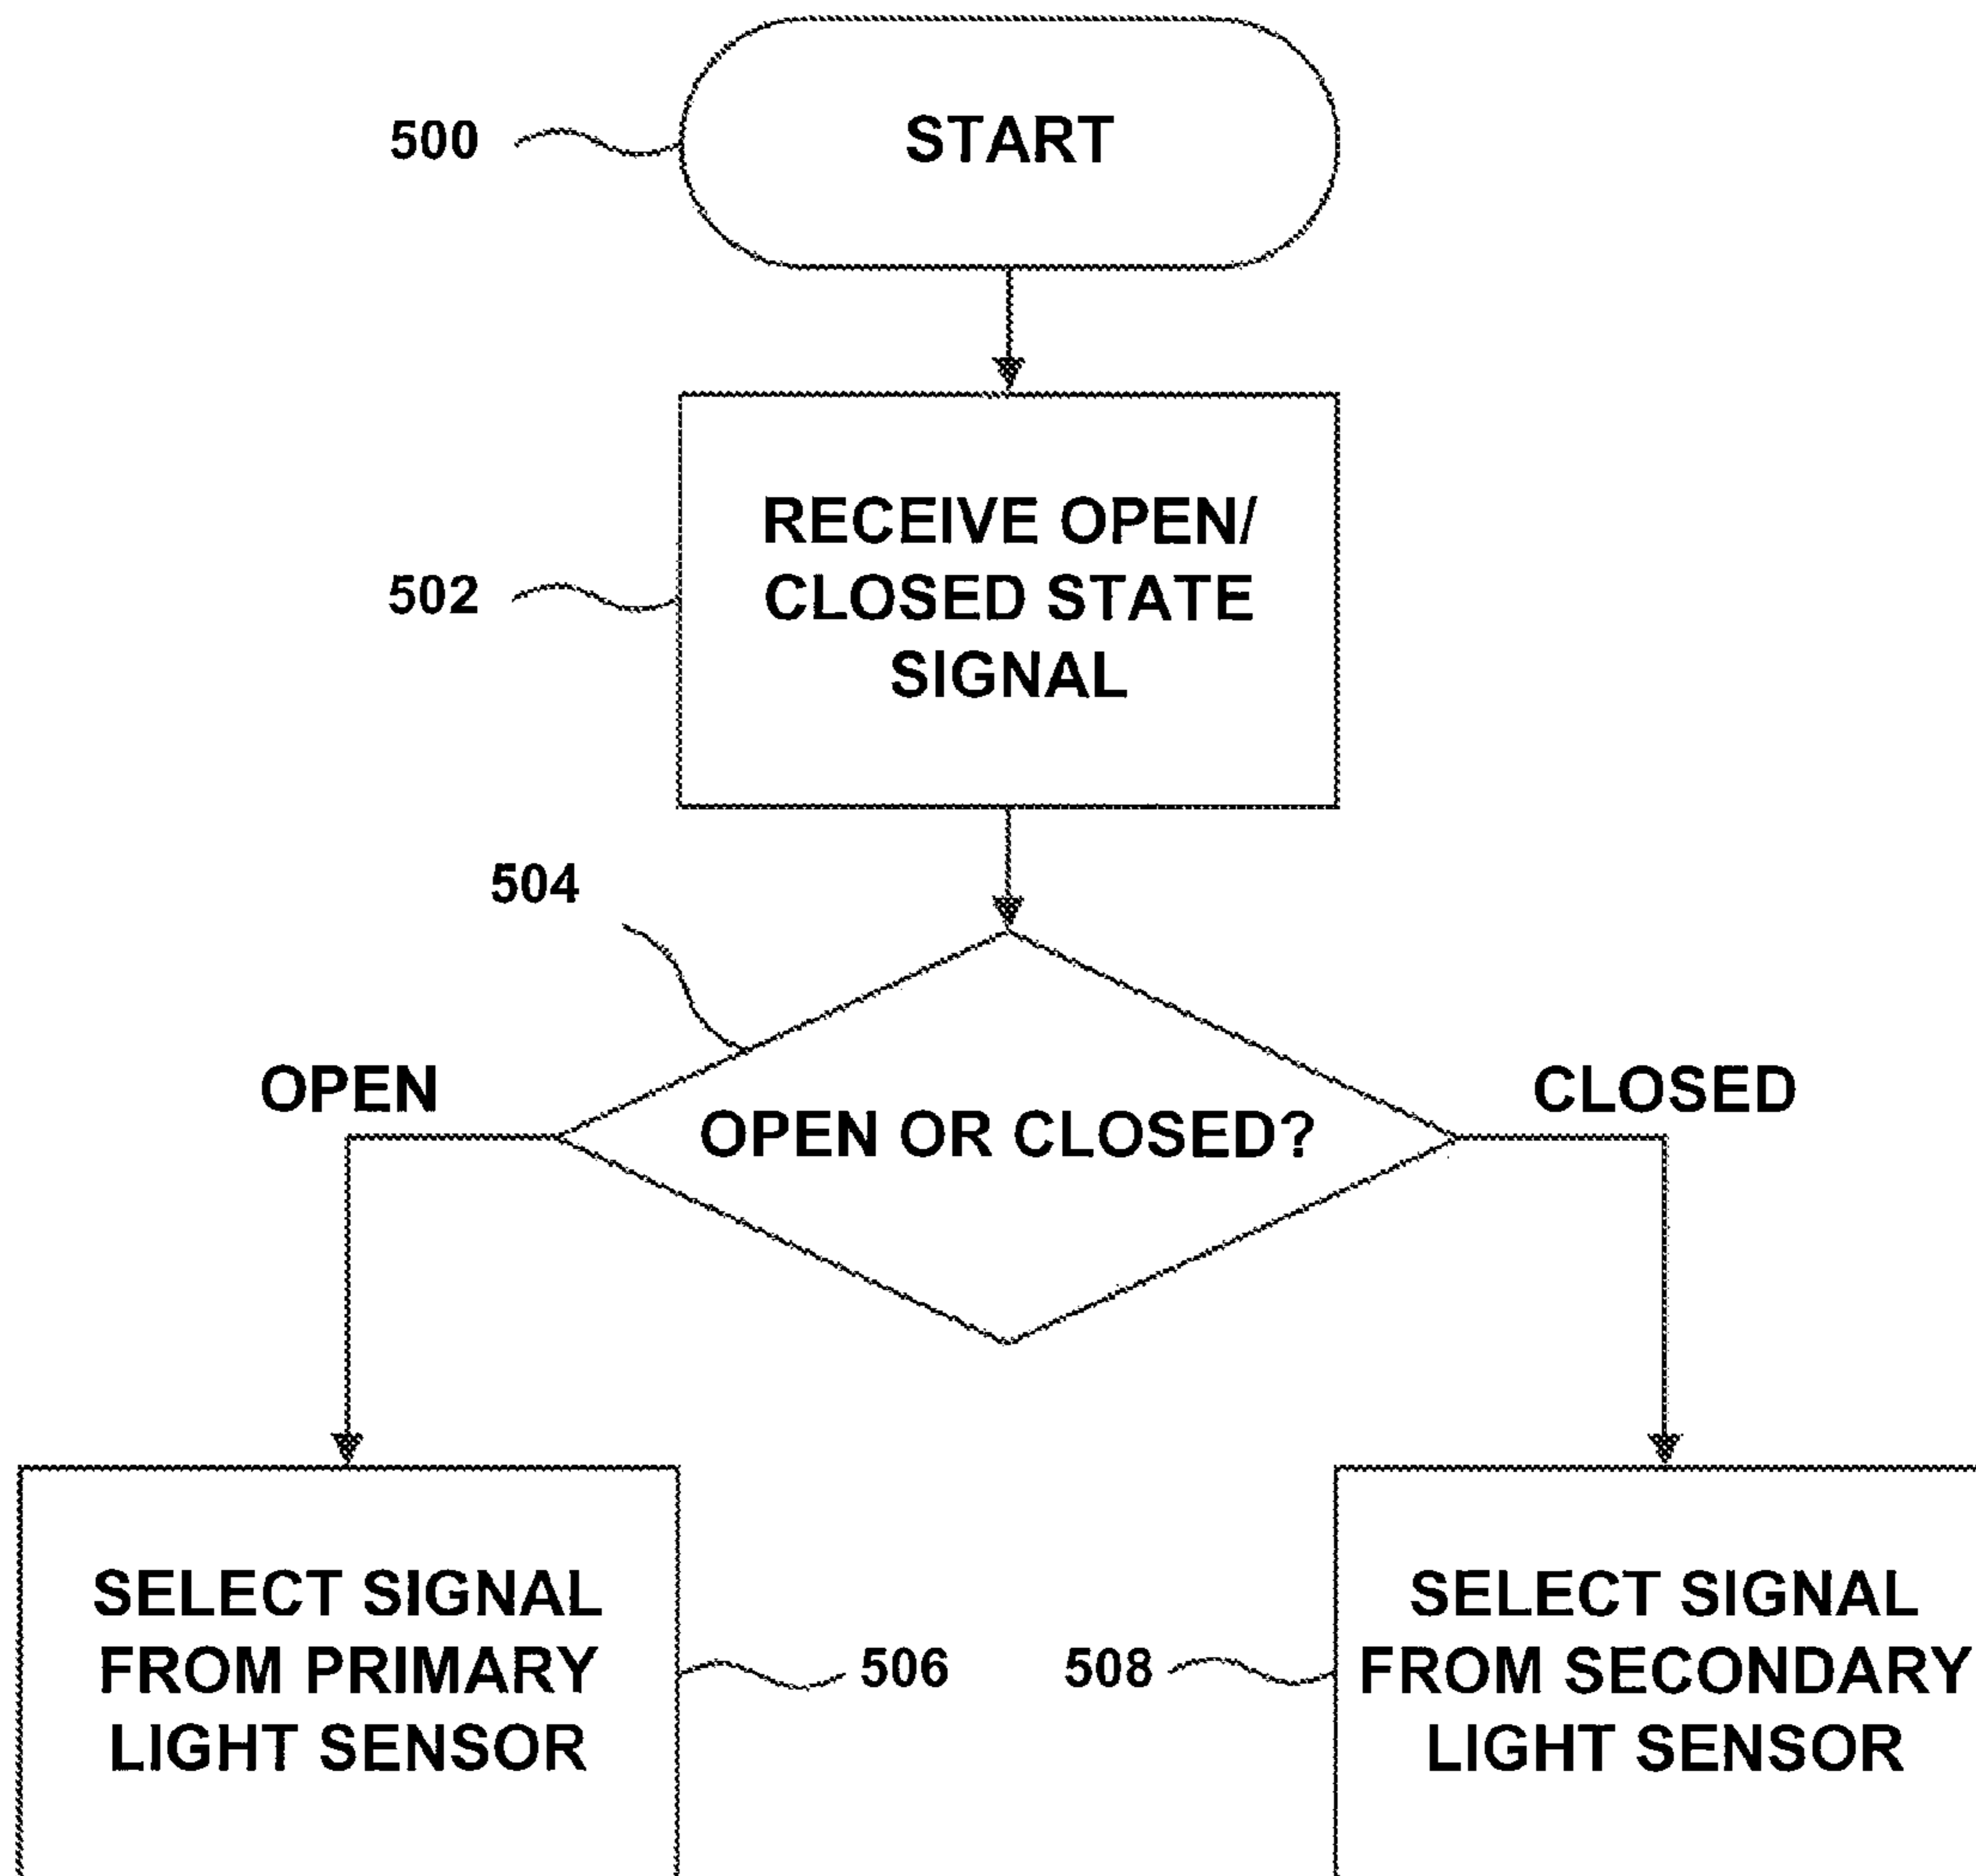 500
START
502
RECEIVE OPEN/
CLOSED STATE
SIGNAL
504
OPEN
OPEN OR CLOSED?
CLOSED
SELECT SIGNAL
FROM PRIMARY
LIGHT SENSOR
506
508
SELECT SIGNAL
FROM SECONDARY
LIGHT SENSOR